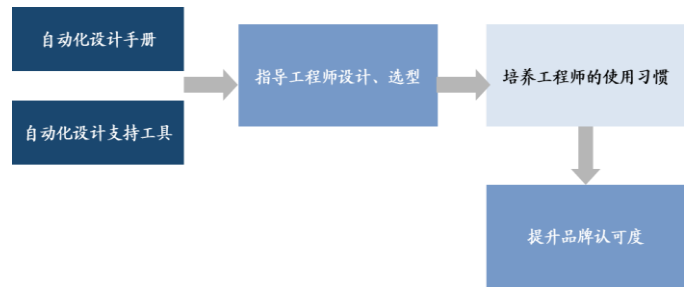 自动化设计手册
指导工程师设计、选型
培养工程师的使用习惯
自动化设计支持工具
提升品牌认可度